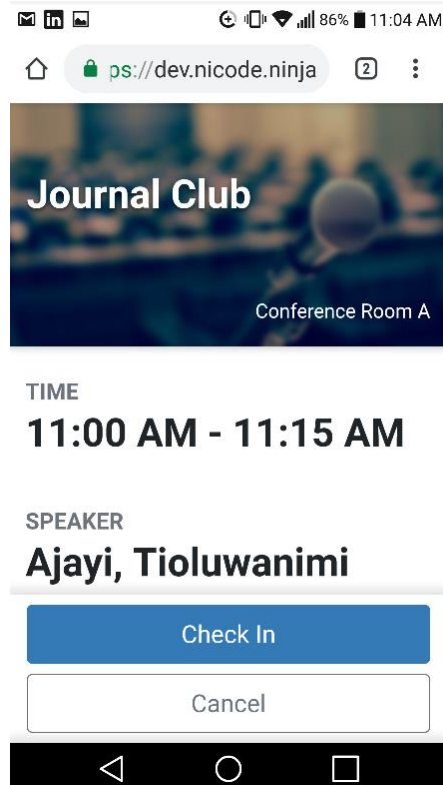 in 86% 11:04 AM
ps://dev.nicode.ninja 2
Journal Club
Conference Room A
TIME
11:00 AM - 11:15 AM
SPEAKER
Ajayi, Tioluwanimi
Check In
Cancel